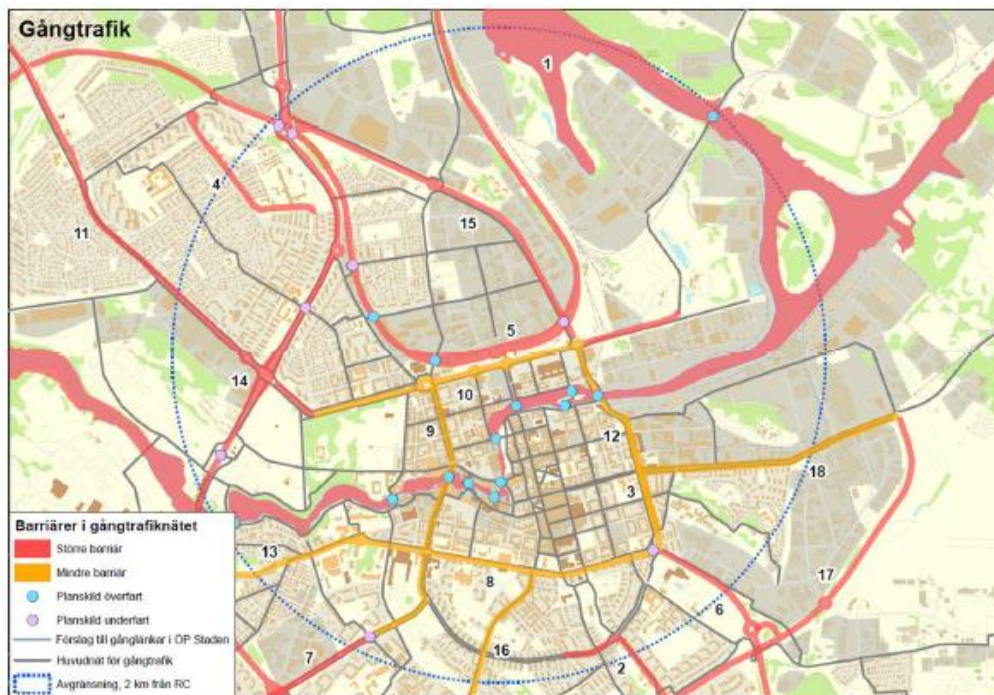 Gångtrafik
1
4
15
11
5
14
10
9
12
3
18
13
8
17
6
16
7
2
Barriärer i gångtrafiknätet
Större barriär
Mindre barriär
Planskild överfart
Planskild underfart
Förslag till gånglänkar i ÖP Staden
Huvudnät för gångtrafik
Avgränsning, 2 km från RC